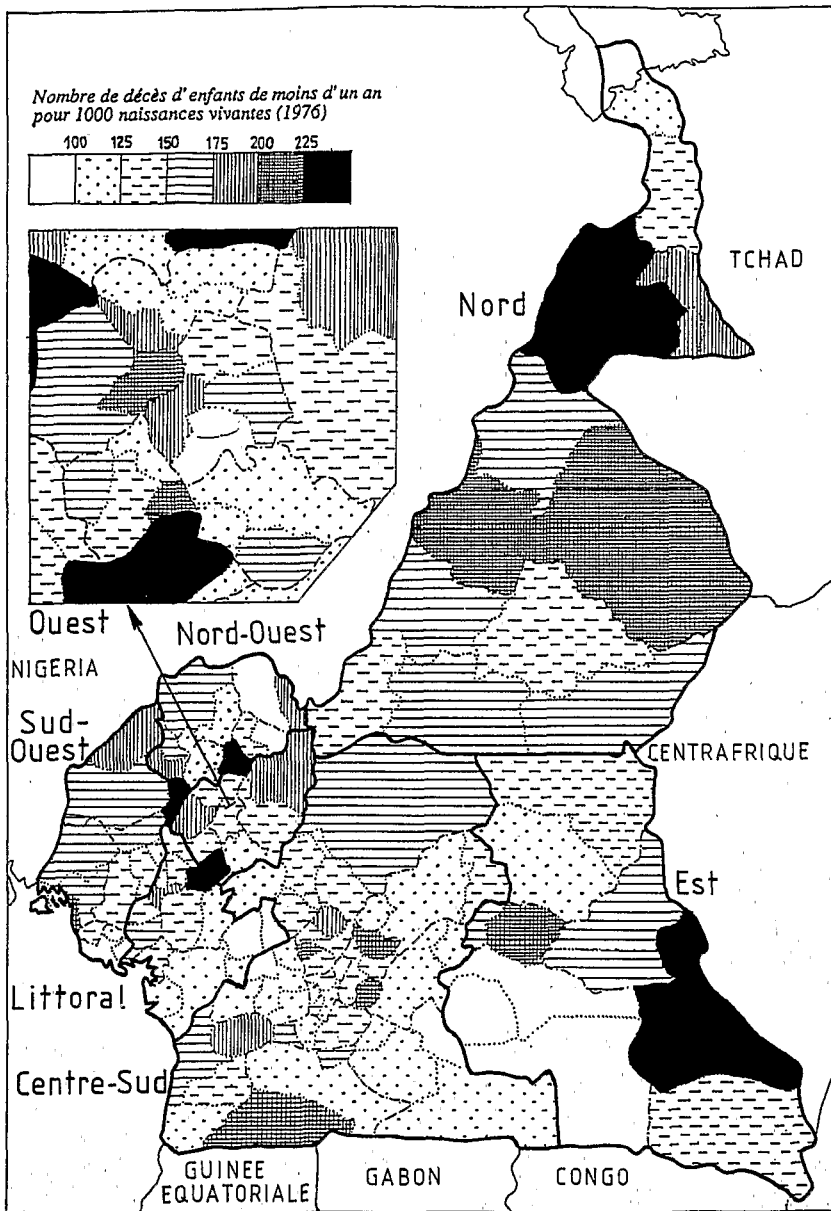 Nombre de décès d'enfants de moins d'un an
pour 1000 naissances vivantes (1976)
100 125 150 175 200 225
TCHAD
Nord
Ouest
Nord-Ouest
NIGERIA
Sud-
Ouest
CENTRAFRIQUE
Est
Littoral
Centre-Sud
GUINEE
EQUATORIALE
GABON
CONGO